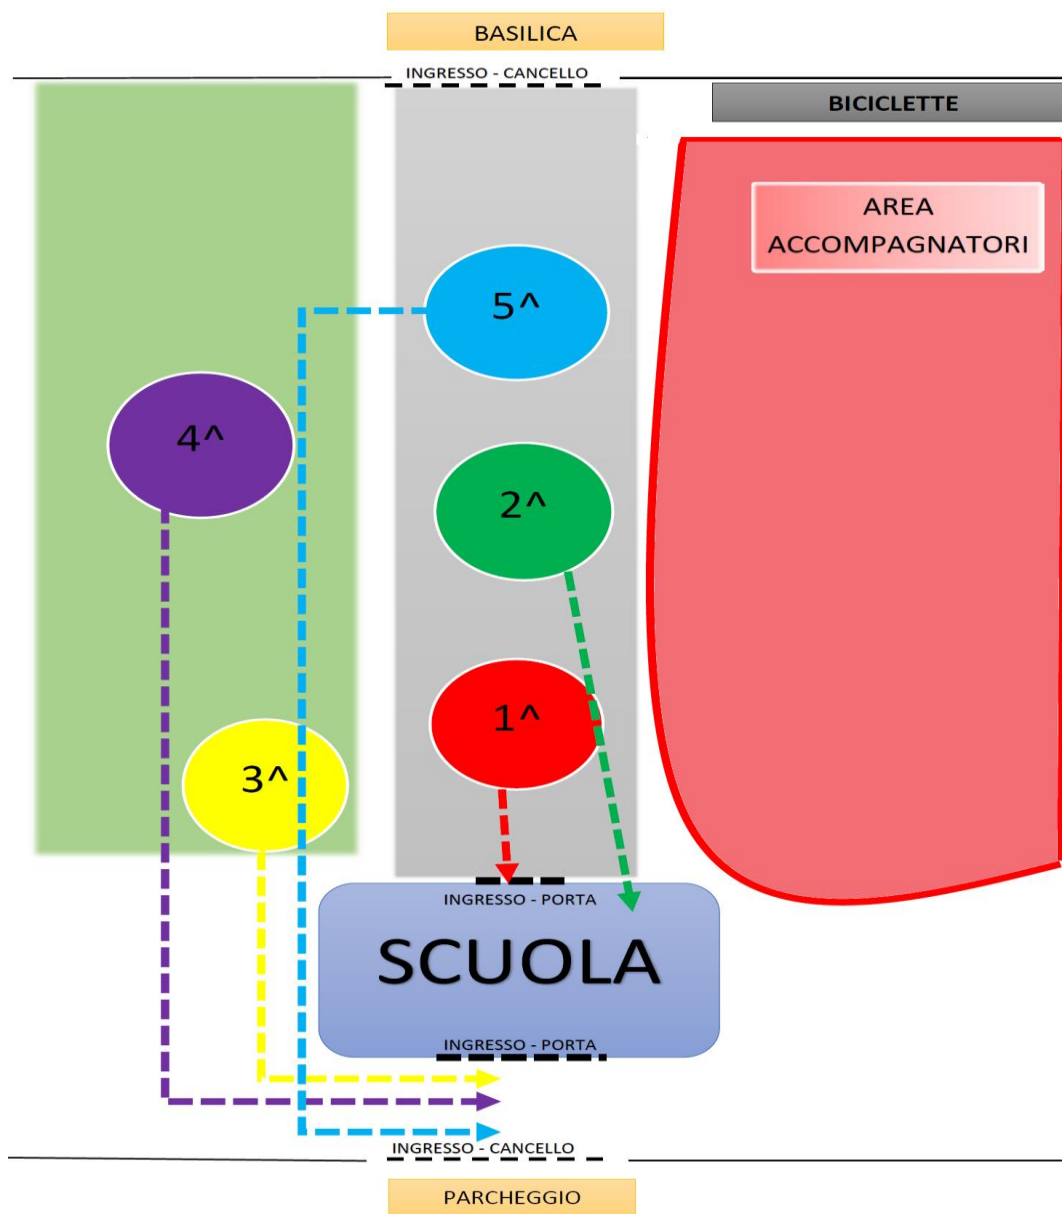 BASILICA
INGRESSO - CANCELLO
BICICLETTE
AREA
ACCOMPAGNATORI
5^
4^
2^
1^
3^
INGRESSO - PORTA
SCUOLA
INGRESSO - PORTA
INGRESSO - CANCELLO
PARCHEGGIO